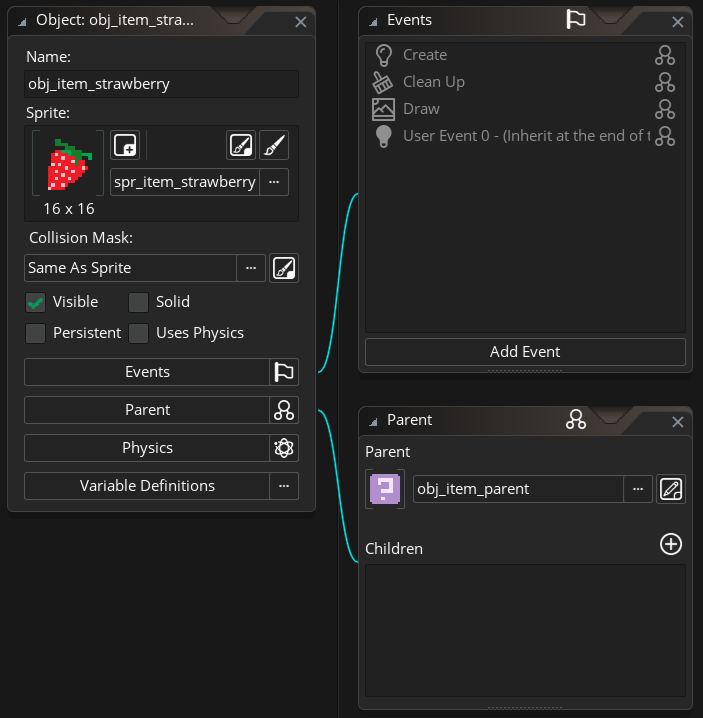 Object: obj_item_stra...
Name:
obj_item_strawberry
Sprite:
spr_item_strawberry
...
16 x 16
Collision Mask:
Same As Sprite
...
Visible
Solid
Persistent
Uses Physics
Events
Parent
Physics
Variable Definitions
...
Events
Create
Clean Up
Draw
User Event 0 - (Inherit at the end of t
Add Event
Parent
Parent
obj_item_parent
...
Children